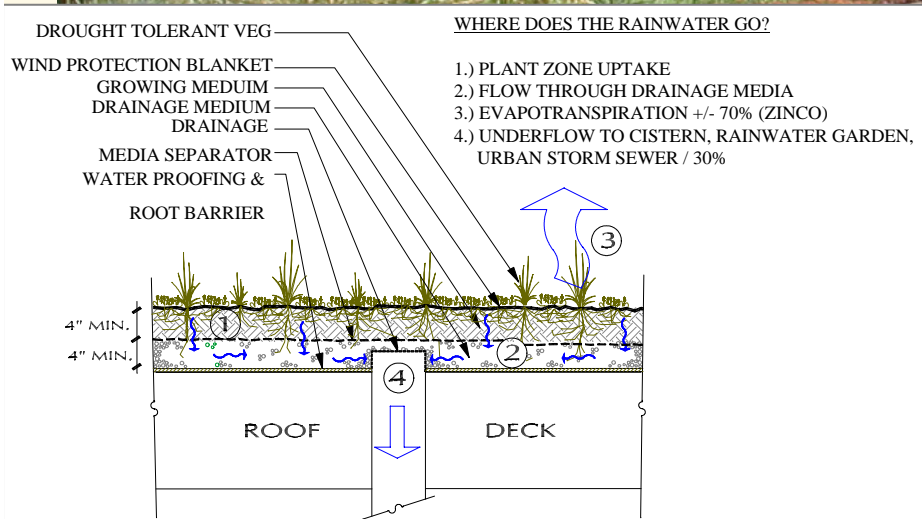 DROUGHT TOLERANT VEG
WIND PROTECTION BLANKET
GROWING MEDUIM
DRAINAGE MEDIUM
DRAINAGE
MEDIA SEPARATOR
WATER PROOFING &
ROOT BARRIER
WHERE DOES THE RAINWATER GO?
1.) PLANT ZONE UPTAKE
2.) FLOW THROUGH DRAINAGE MEDIA
3.) EVAPOTRANSPIRATION +/- 70% (ZINCO)
4.) UNDERFLOW TO CISTERN, RAINWATER GARDEN,
URBAN STORM SEWER / 30%
3
4" MIN.
1
4" MIN.
2
4
ROOF
DECK